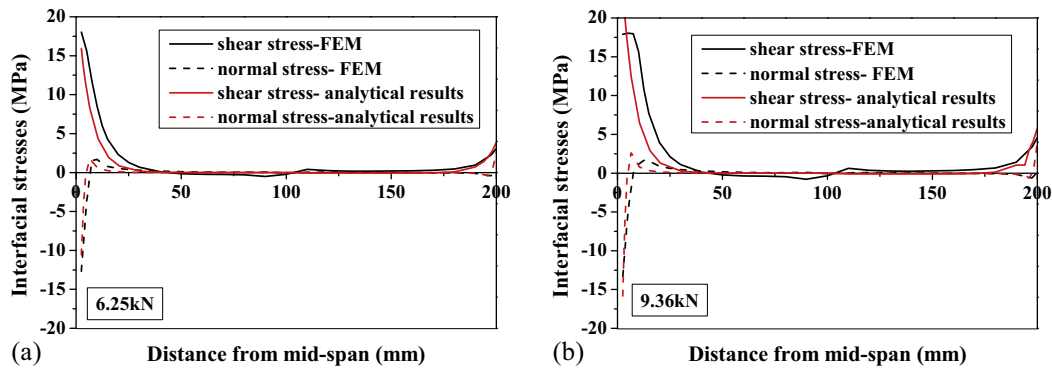 Interfacial stresses (MPa)
20
15
10
5
0
-5
-10
-15
-20
shear stress-FEM
normal stress- FEM
shear stress- analytical results
normal stress-analytical results
50
100
150
200
6.25kN
Distance from mid-span (mm)
(a)
Interfacial stresses (MPa)
20
15
10
5
0
-5
-10
-15
-20
shear stress-FEM
normal stress- FEM
shear stress- analytical results
normal stress-analytical results
50
100
150
200
9.36kN
Distance from mid-span (mm)
(b)